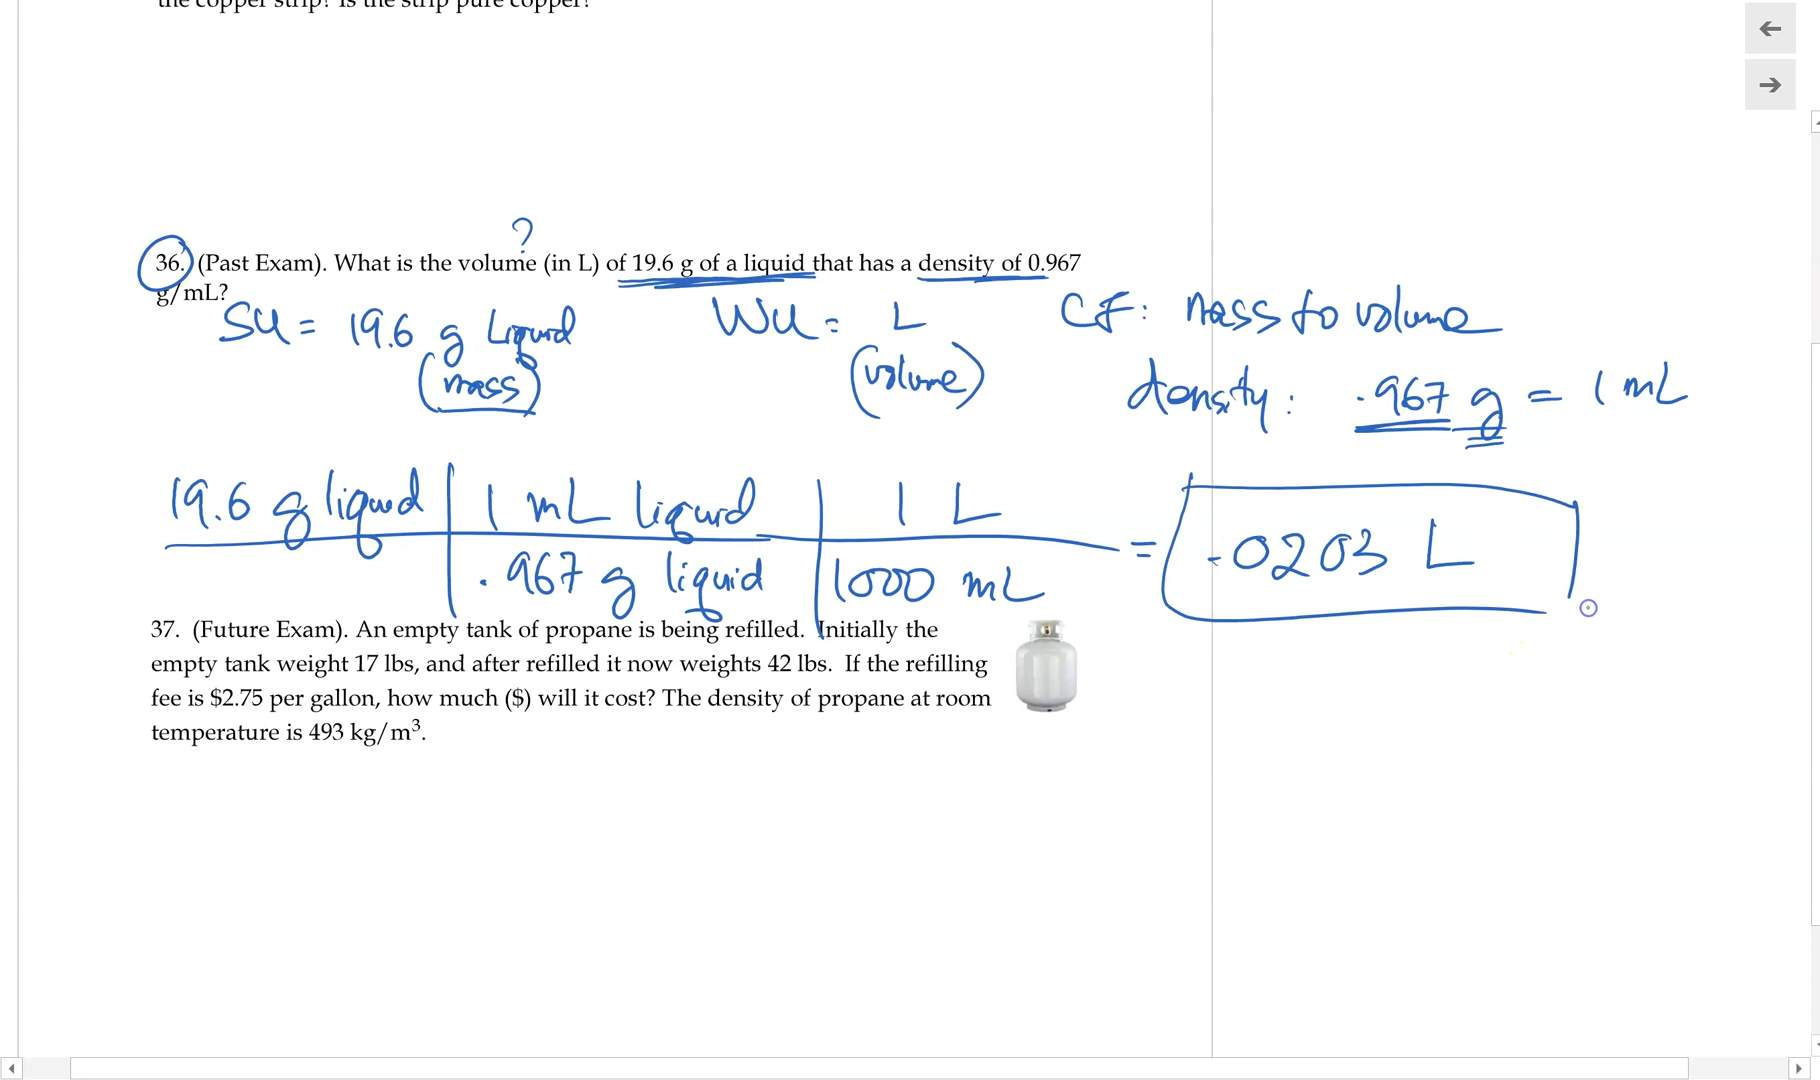 the copper strip? Is the strip pure copper?
?
36. (Past Exam). What is the volume (in L) of 19.6 g of a liquid that has a density of 0.967
g/mL?
SU = 19.6 g Liquid
(mass)
WU = L
(volume)
CF: Mass to volume
density: .967 g = 1 mL
19.6 g liquid | 1 mL liquid | 1 L
.967 g liquid | 1000 mL
= .0203 L
37. (Future Exam). An empty tank of propane is being refilled. Initially the
empty tank weight 17 lbs, and after refilled it now weights 42 lbs. If the refilling
fee is $2.75 per gallon, how much ($) will it cost? The density of propane at room
temperature is 493 kg/m³.